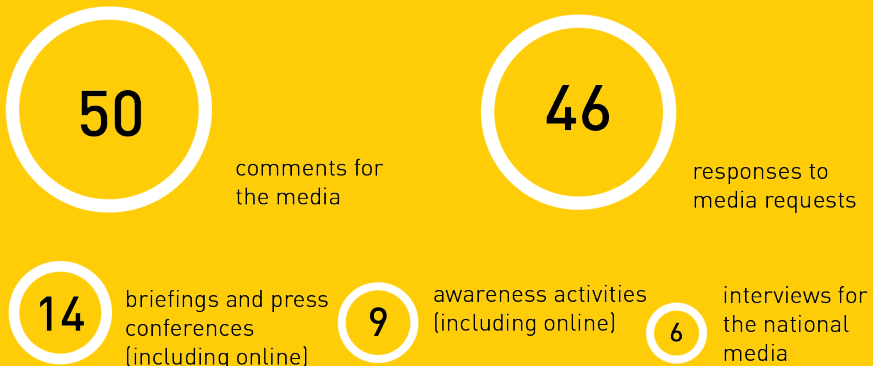 50
comments for
the media
46
responses to
media requests
14
briefings and press
conferences
(including online)
9
awareness activities
(including online)
6
interviews for
the national
media